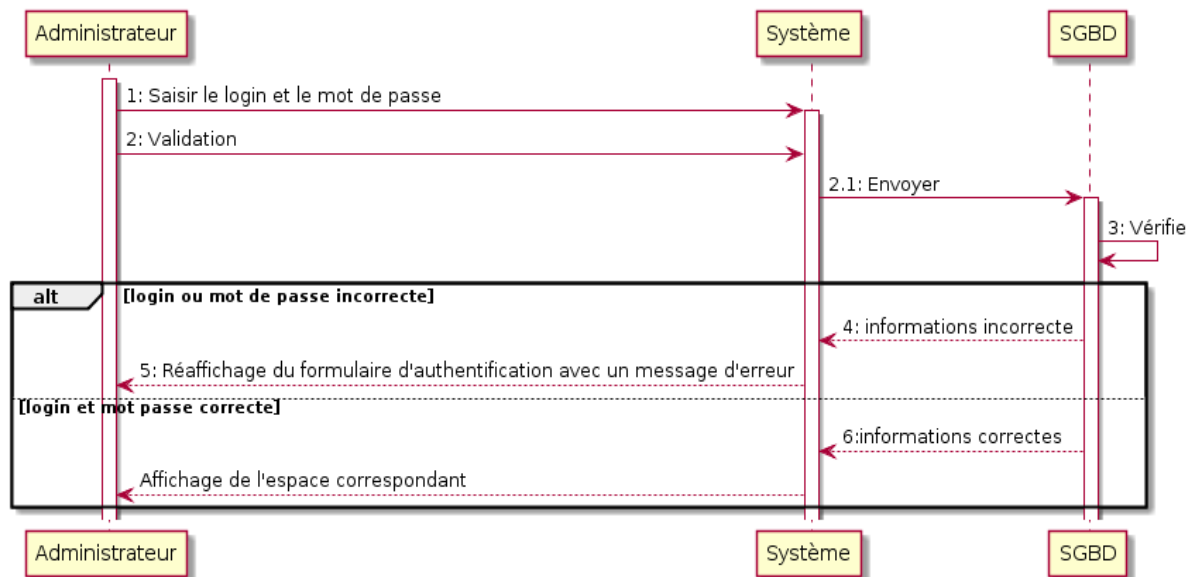 Administrateur
Système
SGBD
1: Saisir le login et le mot de passe
2: Validation
2.1: Envoyer
3: Vérifie
alt
[login ou mot de passe incorrecte]
4: informations incorrecte
5: Réaffichage du formulaire d'authentification avec un message d'erreur
[login et mot passe correcte]
6:informations correctes
Affichage de l'espace correspondant
Administrateur
Système
SGBD